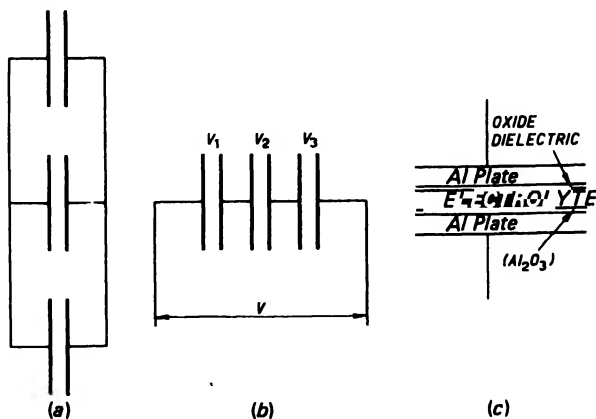 V₁ V₂ V₃
V
OXIDE
DIELECTRIC
Al Plate
Al Plate
(Al₂O₃)
(a) (b) (c)